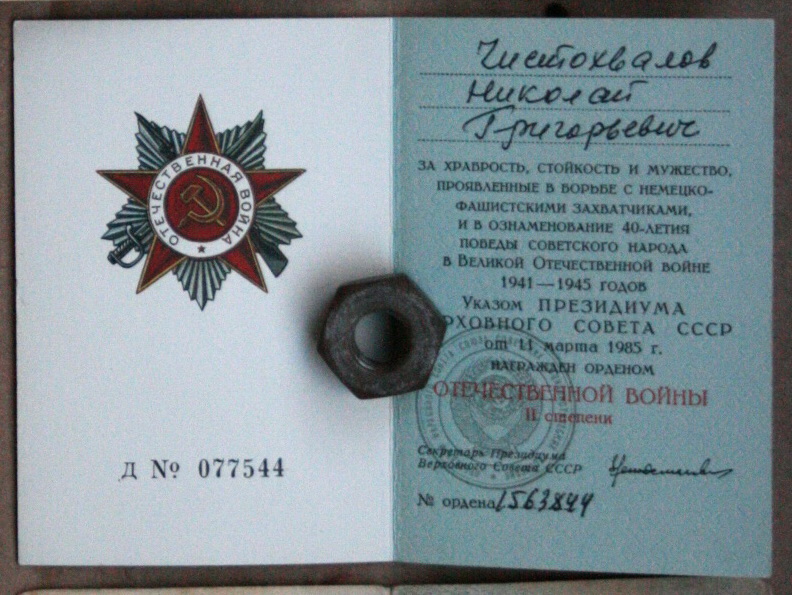 ОТЕЧЕСТВЕННАЯ ВОЙНА
Д № 077544
Чистохвалов
Николай
Григорьевич
ЗА ХРАБРОСТЬ, СТОЙКОСТЬ И МУЖЕСТВО,
ПРОЯВЛЕННЫЕ В БОРЬБЕ С НЕМЕЦКО-
ФАШИСТСКИМИ ЗАХВАТЧИКАМИ,
И В ОЗНАМЕНОВАНИЕ 40-ЛЕТИЯ
ПОБЕДЫ СОВЕТСКОГО НАРОДА
В ВЕЛИКОЙ ОТЕЧЕСТВЕННОЙ ВОЙНЕ
1941—1945 ГОДОВ
УКАЗОМ ПРЕЗИДИУМА
РХОВНОГО СОВЕТА СССР
от 11 марта 1985 г.
НАГРАЖДЕН ОРДЕНОМ
ОТЕЧЕСТВЕННОЙ ВОЙНЫ
II степени
Секретарь Президиума
Верховного Совета СССР
№ ордена 1563844